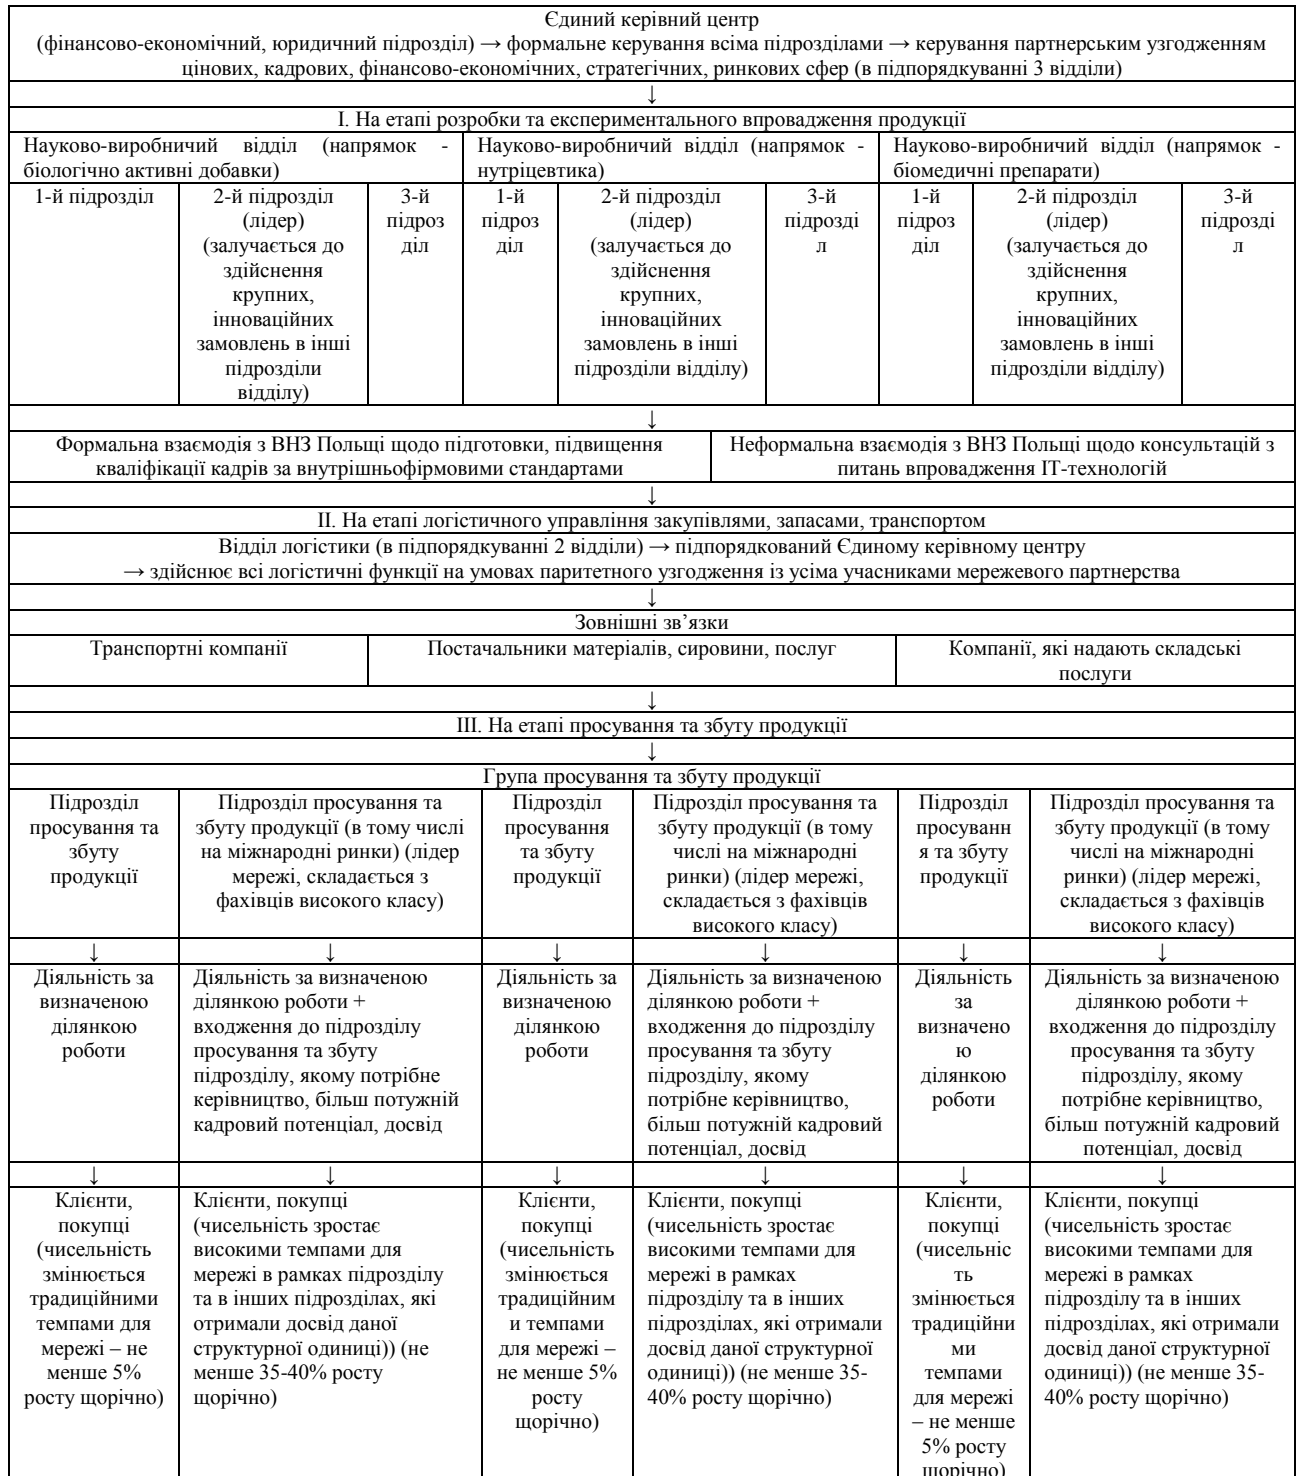 Єдиний керівний центр
(фінансово-економічний, юридичний підрозділ) → формальне керування всіма підрозділами → керування партнерським узгодженням
цінових, кадрових, фінансово-економічних, стратегічних, ринкових сфер (в підпорядкуванні 3 відділи)
↓
І. На етапі розробки та експериментального впровадження продукції
Науково-виробничий відділ (напрямок -
біологічно активні добавки)
Науково-виробничий відділ (напрямок -
нутріцевтика)
Науково-виробничий відділ (напрямок -
біомедичні препарати)
1-й підрозділ
2-й підрозділ
(лідер)
(залучається до
здійснення
крупних,
інноваційних
замовлень в інші
підрозділи
відділу)
3-й
підроз
діл
1-й
підроз
діл
2-й підрозділ
(лідер)
(залучається до
здійснення
крупних,
інноваційних
замовлень в інші
підрозділи відділу)
3-й
підрозді
л
1-й
підроз
діл
2-й підрозділ
(лідер)
(залучається до
здійснення
крупних,
інноваційних
замовлень в інші
підрозділи відділу)
3-й
підрозді
л
↓
Формальна взаємодія з ВНЗ Польщі щодо підготовки, підвищення
кваліфікації кадрів за внутрішньофірмовими стандартами
Неформальна взаємодія з ВНЗ Польщі щодо консультацій з
питань впровадження ІТ-технологій
↓
ІІ. На етапі логістичного управління закупівлями, запасами, транспортом
Відділ логістики (в підпорядкуванні 2 відділи) → підпорядкований Єдиному керівному центру
→ здійснює всі логістичні функції на умовах паритетного узгодження із усіма учасниками мережевого партнерства
↓
Зовнішні зв’язки
Транспортні компанії
Постачальники матеріалів, сировини, послуг
Компанії, які надають складські
послуги
↓
ІІІ. На етапі просування та збуту продукції
↓
Група просування та збуту продукції
Підрозділ
просування та
збуту
продукції
Підрозділ просування та
збуту продукції (в тому числі
на міжнародні ринки) (лідер
мережі, складається з
фахівців високого класу)
Підрозділ
просування
та збуту
продукції
Підрозділ просування та
збуту продукції (в тому
числі на міжнародні
ринки) (лідер мережі,
складається з фахівців
високого класу)
Підрозділ
просуванн
я та збуту
продукції
Підрозділ просування та
збуту продукції (в тому
числі на міжнародні
ринки) (лідер мережі,
складається з фахівців
високого класу)
↓ ↓ ↓ ↓ ↓ ↓
Діяльність за
визначеною
ділянкою
роботи
Діяльність за визначеною
ділянкою роботи +
входження до підрозділу
просування та збуту
підрозділу, якому потрібне
керівництво, більш потужній
кадровий потенціал, досвід
Діяльність за
визначеною
ділянкою
роботи
Діяльність за визначеною
ділянкою роботи +
входження до підрозділу
просування та збуту
підрозділу, якому
потрібне керівництво,
більш потужній кадровий
потенціал, досвід
Діяльність
за
визначено
ю
ділянкою
роботи
Діяльність за визначеною
ділянкою роботи +
входження до підрозділу
просування та збуту
підрозділу, якому
потрібне керівництво,
більш потужній кадровий
потенціал, досвід
↓ ↓ ↓ ↓ ↓ ↓
Клієнти,
покупці
(чисельність
змінюється
традиційними
темпами для
мережі – не
менше 5%
росту щорічно)
Клієнти, покупці
(чисельність зростає
високими темпами для
мережі в рамках підрозділу
та в інших підрозділах, які
отримали досвід даної
структурної одиниці)) (не
менше 35-40% росту
щорічно)
Клієнти,
покупці
(чисельність
змінюється
традиційним
и темпами
для мережі –
не менше 5%
росту
щорічно)
Клієнти, покупці
(чисельність зростає
високими темпами для
мережі в рамках
підрозділу та в інших
підрозділах, які отримали
досвід даної структурної
одиниці)) (не менше 35-
40% росту щорічно)
Клієнти,
покупці
(чисельніс
ть
змінюється
традиційни
ми
темпами
для мережі
– не менше
5% росту
щорічно)
Клієнти, покупці
(чисельність зростає
високими темпами для
мережі в рамках
підрозділу та в інших
підрозділах, які отримали
досвід даної структурної
одиниці)) (не менше 35-
40% росту щорічно)